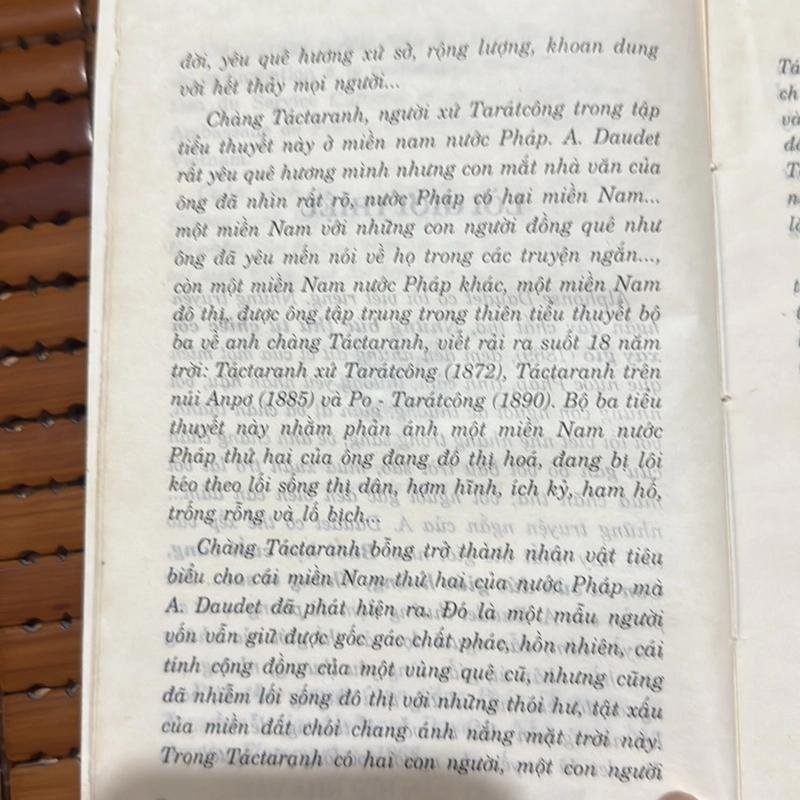 đời, yêu quê hương xứ sở, rộng lượng, khoan dung
với hết thảy mọi người...
Chàng Táctaranh, người xứ Tarátcông trong tập
tiểu thuyết này ở miền nam nước Pháp. A. Daudet
rất yêu quê hương mình nhưng con mắt nhà văn của
ông đã nhìn rất rõ, nước Pháp có hai miền Nam...
một miền Nam với những con người đồng quê như
ông đã yêu mến nói về họ trong các truyện ngắn...,
còn một miền Nam nước Pháp khác, một miền Nam
đô thị, được ông tập trung trong thiên tiểu thuyết bộ
ba về anh chàng Táctaranh, viết rải ra suốt 18 năm
trời: Táctaranh xứ Tarátcông (1872), Táctaranh trên
núi Anpơ (1885) và Po - Tarátcông (1890). Bộ ba tiểu
thuyết này nhằm phản ánh một miền Nam nước
Pháp thứ hai của ông đang đô thị hoá, đang bị lôi
kéo theo lối sống thị dân, hợm hĩnh, ích kỷ, ham hố,
trống rỗng và lố bịch...
Chàng Táctaranh bỗng trở thành nhân vật tiêu
biểu cho cái miền Nam thứ hai của nước Pháp mà
A. Daudet đã phát hiện ra. Đó là một mẫu người
vốn vẫn giữ được gốc gác chất phác, hồn nhiên, cái
tính cộng đồng của một vùng quê cũ, nhưng cũng
đã nhiễm lối sống đô thị với những thói hư, tật xấu
của miền đất chói chang ánh nắng mặt trời này.
Trong Táctaranh có hai con người, một con người